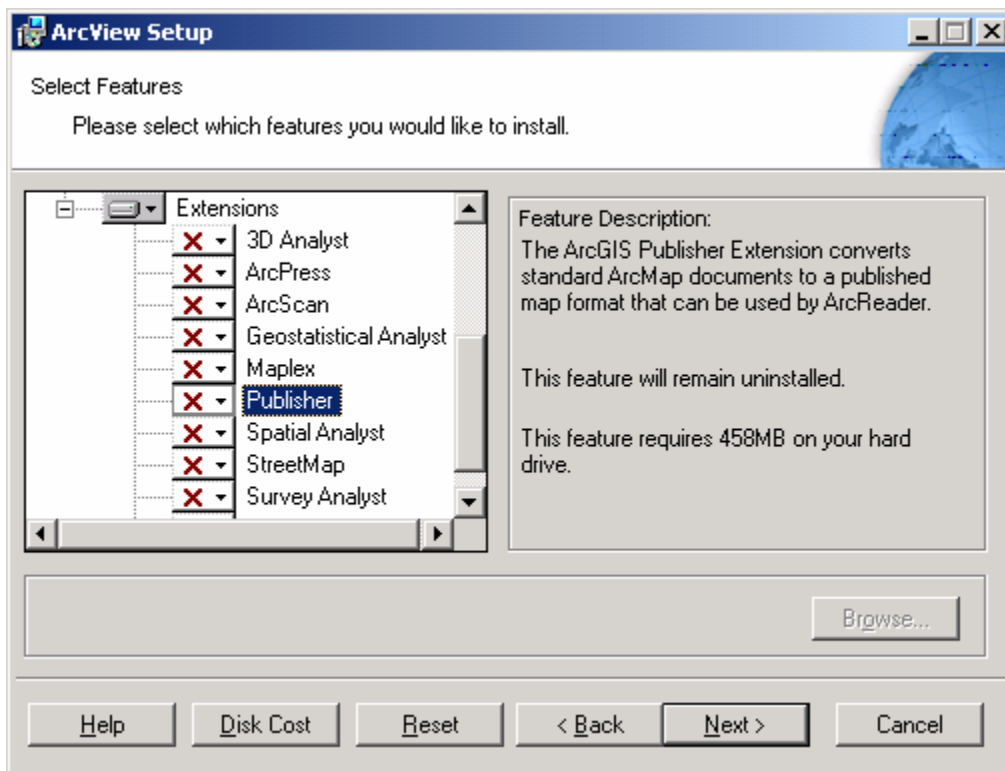 ArcView Setup
Select Features
Please select which features you would like to install.
Extensions
3D Analyst
ArcPress
ArcScan
Geostatistical Analyst
Maplex
Publisher
Spatial Analyst
StreetMap
Survey Analyst
Feature Description:
The ArcGIS Publisher Extension converts
standard ArcMap documents to a published
map format that can be used by ArcReader.
This feature will remain uninstalled.
This feature requires 458MB on your hard
drive.
Browse...
Help
Disk Cost
Reset
< Back
Next >
Cancel